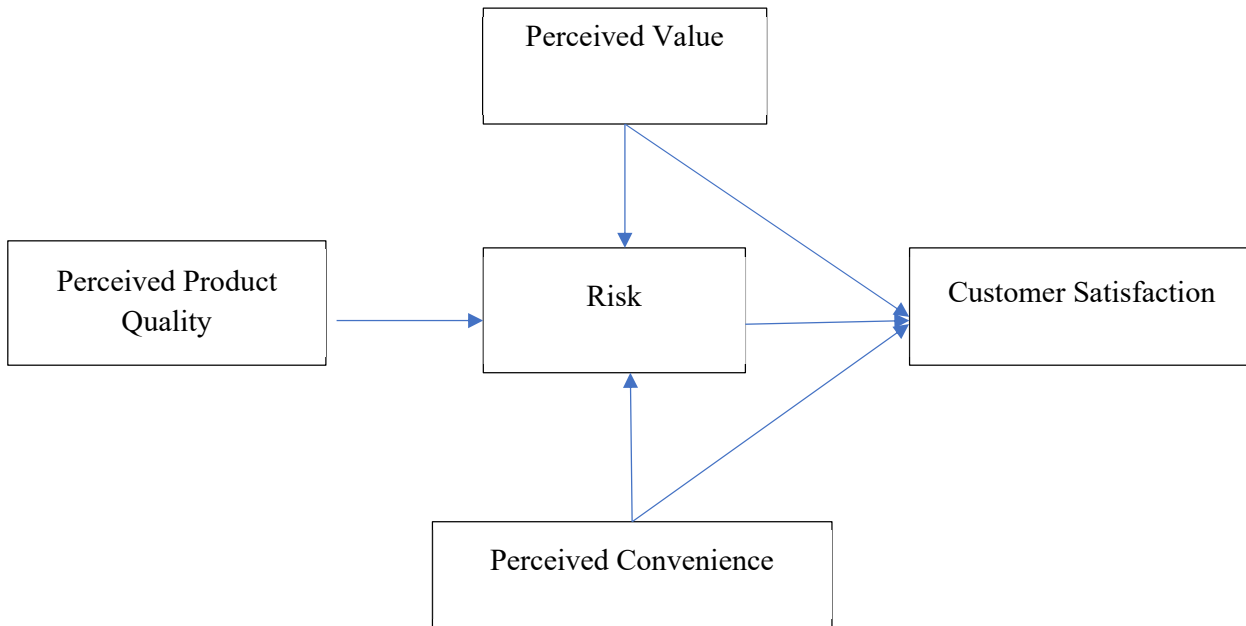 Perceived Value
Perceived Product
Quality
Risk
Customer Satisfaction
Perceived Convenience